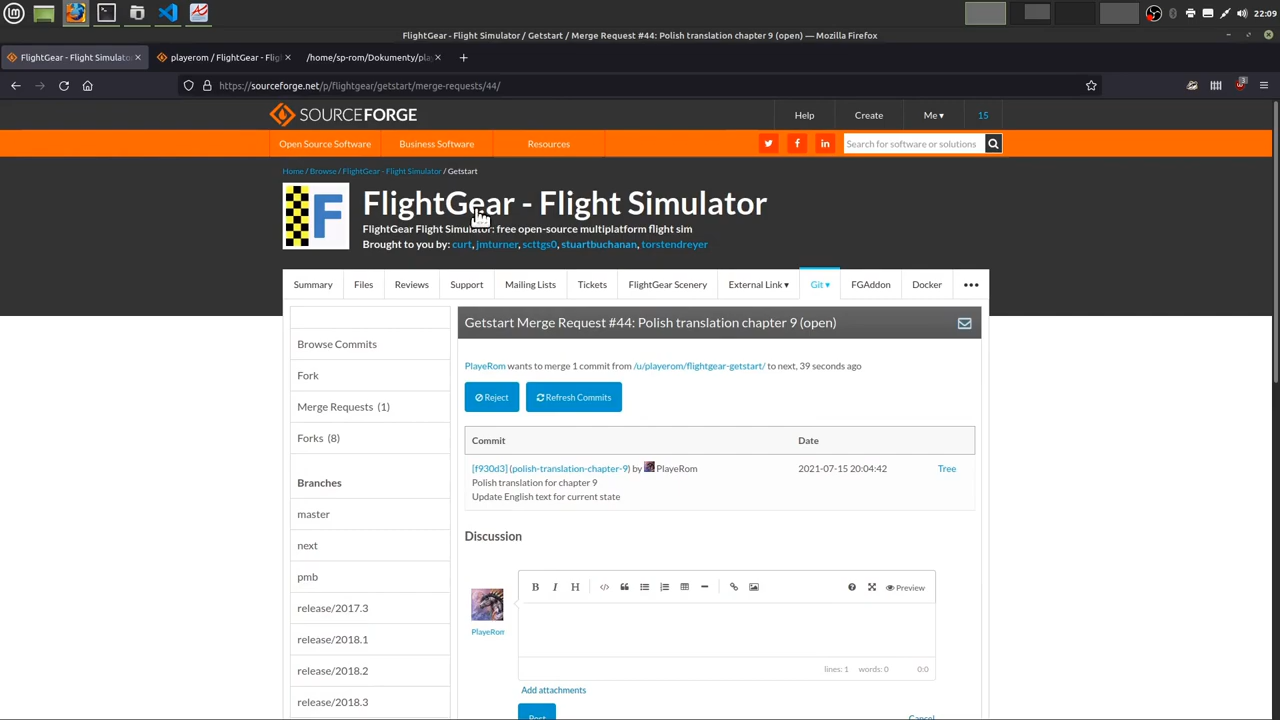 22:09
FlightGear - Flight Simulator / Getstart / Merge Request #44: Polish translation chapter 9 (open) — Mozilla Firefox
FlightGear - Flight Simulator
playerom / FlightGear - Fligh
/home/sp-rom/Dokumenty/pla
https://sourceforge.net/p/flightgear/getstart/merge-requests/44/
3
SOURCEFORGE
Help
Create
Me▾
15
Open Source Software
Business Software
Resources
Search for software or solutions
Home / Browse / FlightGear - Flight Simulator / Getstart
F
FlightGear - Flight Simulator
FlightGear Flight Simulator: free open-source multiplatform flight sim
Brought to you by: curt, jmturner, scttgs0, stuartbuchanan, torstendreyer
Summary
Files
Reviews
Support
Mailing Lists
Tickets
FlightGear Scenery
External Link ▾
Git ▾
FGAddon
Docker
•••
Browse Commits
Fork
Merge Requests (1)
Forks (8)
Branches
master
next
pmb
release/2017.3
release/2018.1
release/2018.2
release/2018.3
Getstart Merge Request #44: Polish translation chapter 9 (open)
PlayeRom wants to merge 1 commit from /u/playerom/flightgear-getstart/ to next, 39 seconds ago
Reject
Refresh Commits
Commit Date
[f930d3] (polish-translation-chapter-9) by PlayeRom 2021-07-15 20:04:42 Tree
Polish translation for chapter 9
Update English text for current state
Discussion
B I H
Preview
PlayeRom
lines: 1 words: 0 0:0
Add attachments
Post
Cancel